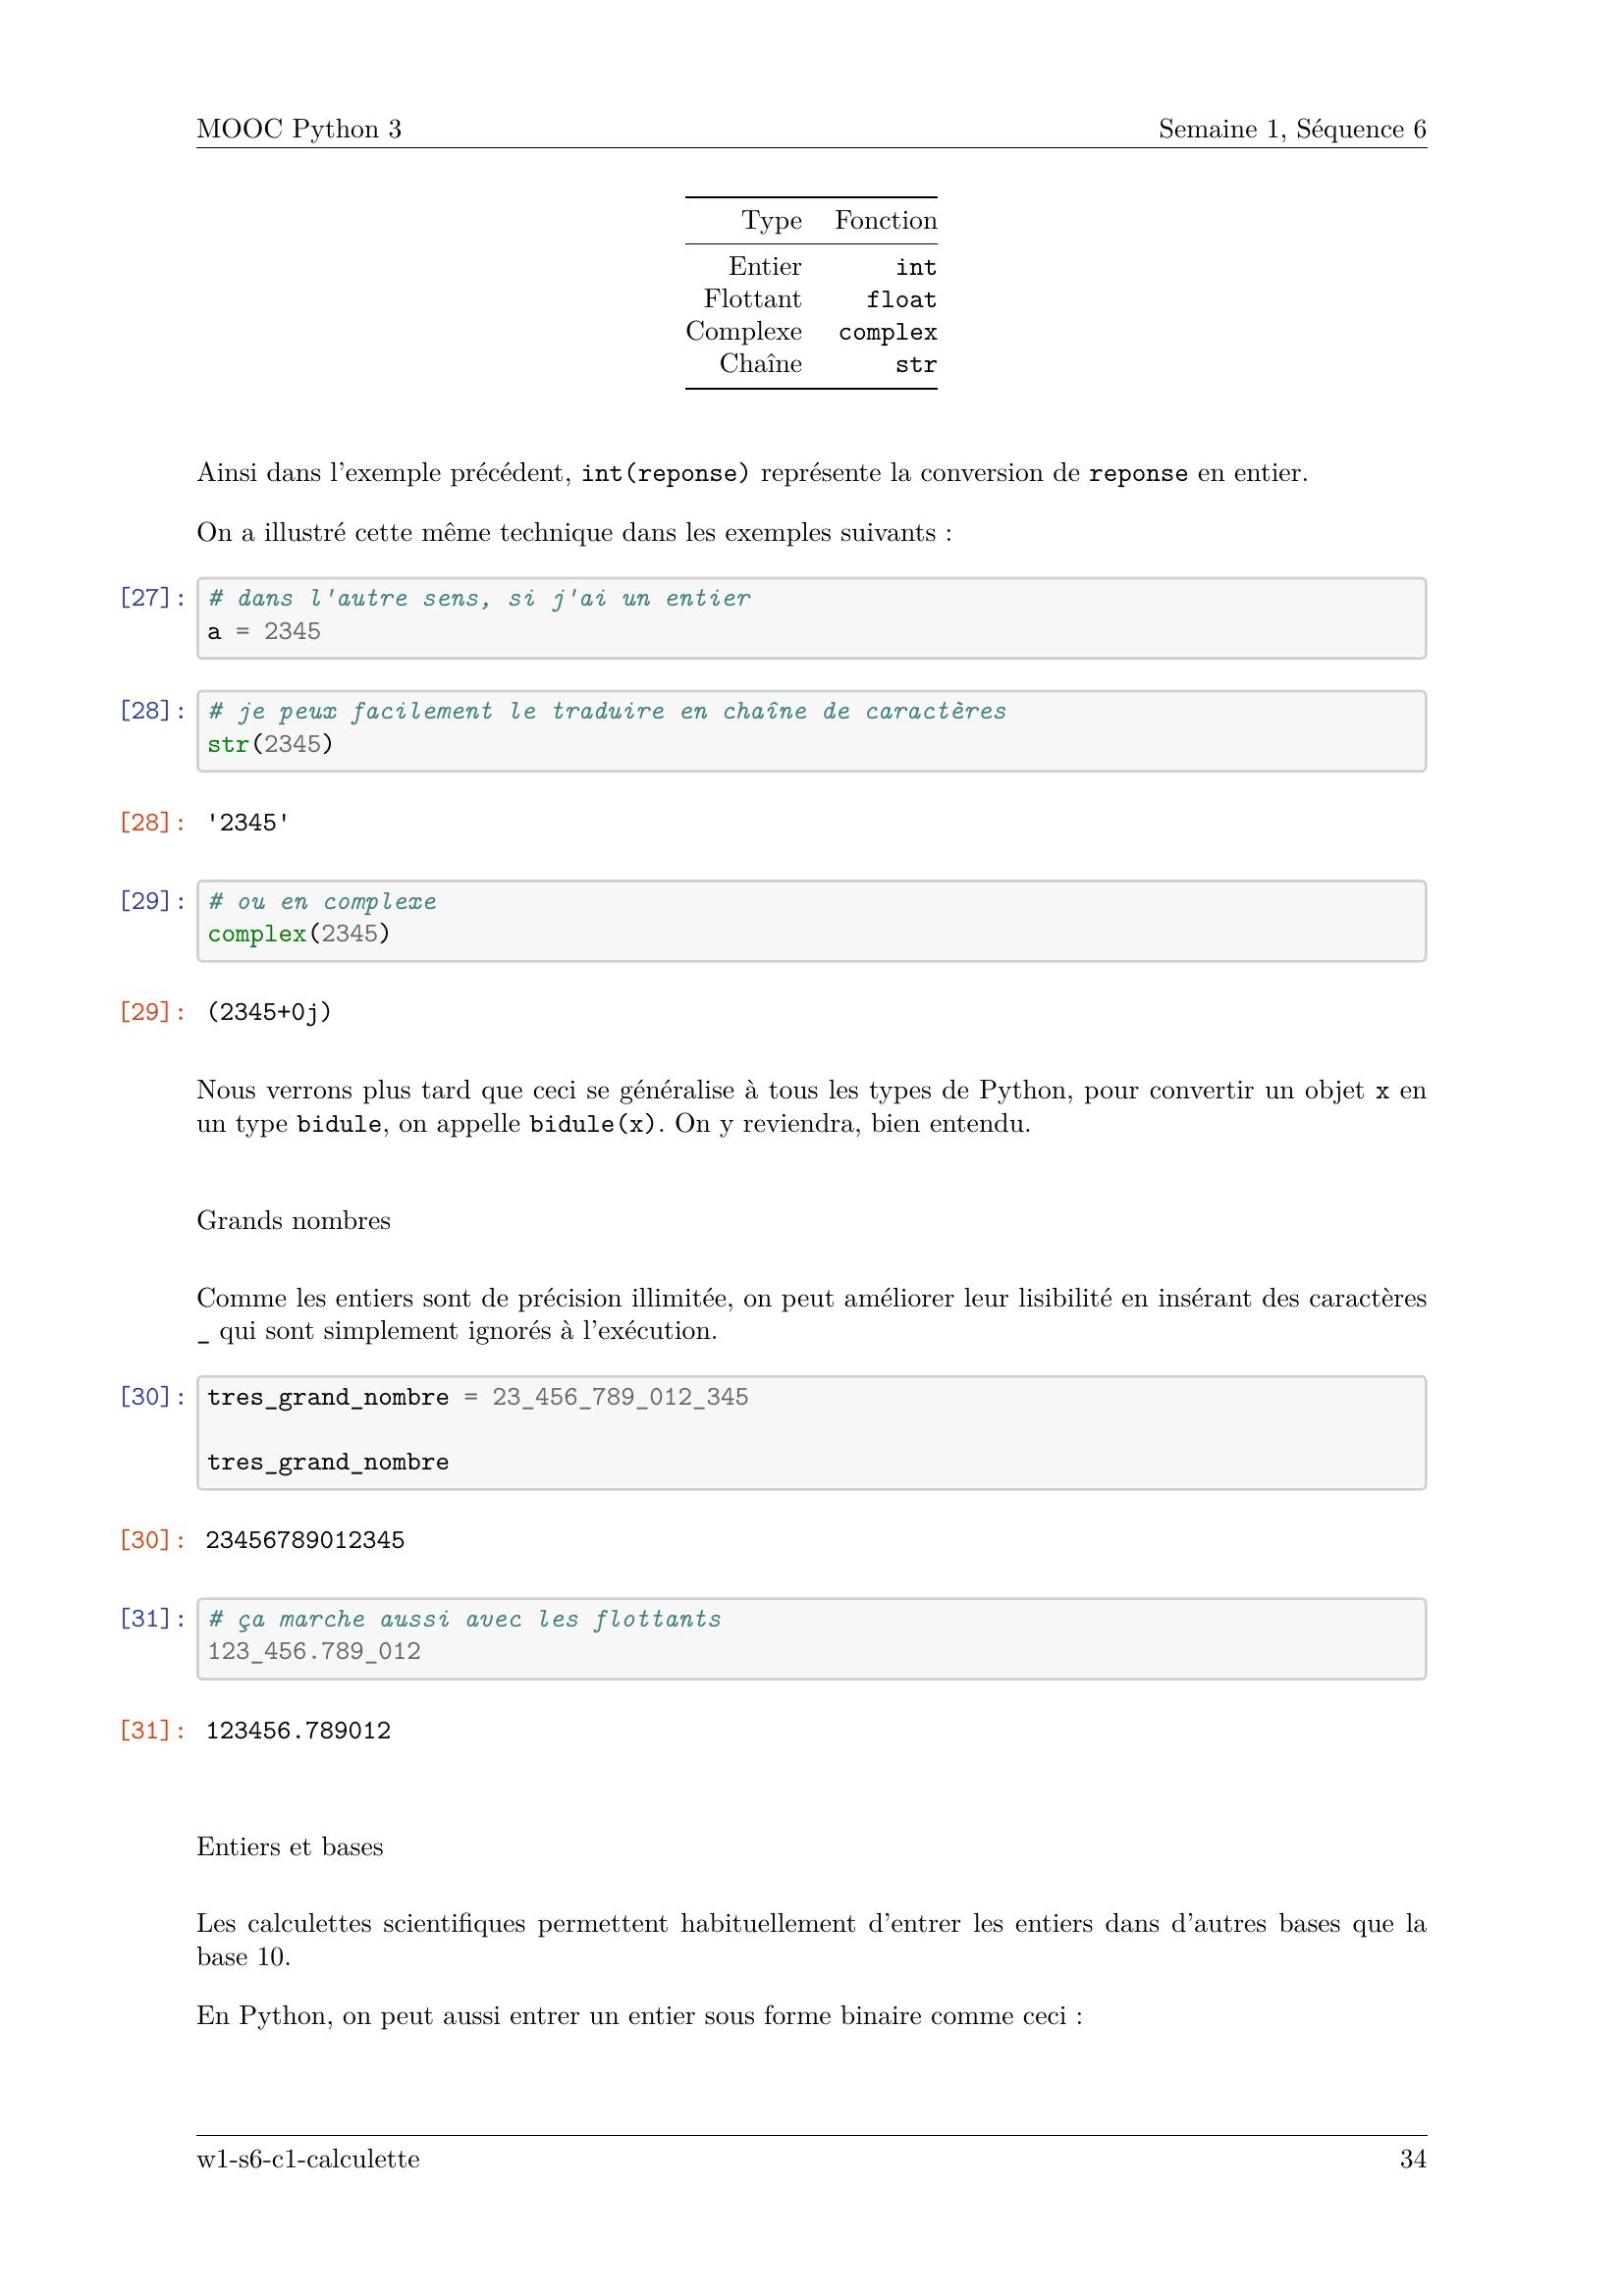 MOOC Python 3 Semaine 1, Séquence 6
Type Fonction
Entier int
Flottant float
Complexe complex
Chaîne str
Ainsi dans l'exemple précédent, int(reponse) représente la conversion de reponse en entier.
On a illustré cette même technique dans les exemples suivants :
[27]: # dans l'autre sens, si j'ai un entier
a = 2345
[28]: # je peux facilement le traduire en chaîne de caractères
str(2345)
[28]: '2345'
[29]: # ou en complexe
complex(2345)
[29]: (2345+0j)
Nous verrons plus tard que ceci se généralise à tous les types de Python, pour convertir un objet x en
un type bidule, on appelle bidule(x). On y reviendra, bien entendu.
Grands nombres
Comme les entiers sont de précision illimitée, on peut améliorer leur lisibilité en insérant des caractères
_ qui sont simplement ignorés à l'exécution.
[30]: tres_grand_nombre = 23_456_789_012_345
tres_grand_nombre
[30]: 23456789012345
[31]: # ça marche aussi avec les flottants
123_456.789_012
[31]: 123456.789012
Entiers et bases
Les calculettes scientifiques permettent habituellement d'entrer les entiers dans d'autres bases que la
base 10.
En Python, on peut aussi entrer un entier sous forme binaire comme ceci :
w1-s6-c1-calculette 34